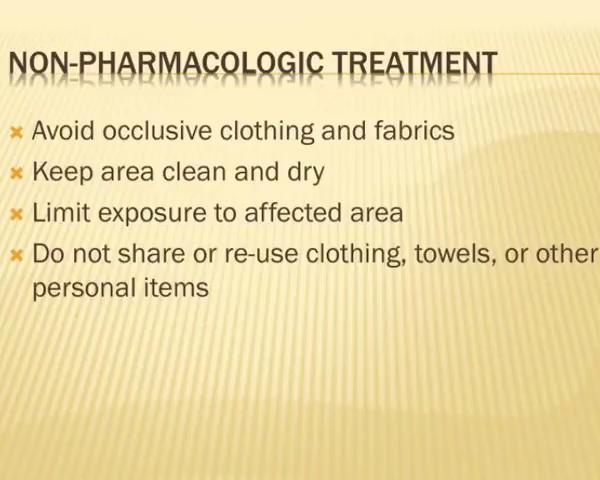 NON-PHARMACOLOGIC TREATMENT
Avoid occlusive clothing and fabrics
Keep area clean and dry
Limit exposure to affected area
Do not share or re-use clothing, towels, or other
personal items